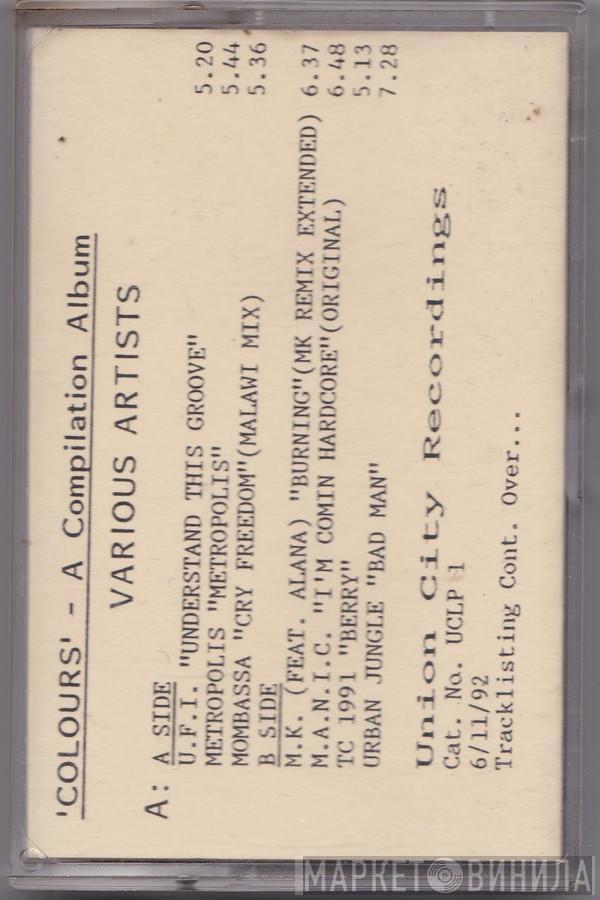 'COLOURS' - A Compilation Album
VARIOUS ARTISTS
A: A SIDE
U.F.I. "UNDERSTAND THIS GROOVE" 5.20
METROPOLIS "METROPOLIS" 5.44
MOMBASSA "CRY FREEDOM"(MALAWI MIX) 5.36
B SIDE
M.K. (FEAT. ALANA) "BURNING"(MK REMIX EXTENDED) 6.37
M.A.N.I.C. "I'M COMIN HARDCORE"(ORIGINAL) 6.48
TC 1991 "BERRY" 5.13
URBAN JUNGLE "BAD MAN" 7.28
Union City Recordings
Cat. No. UCLP 1
6/11/92
Tracklisting Cont. Over...
МАРКЕТ ВИНИЛА